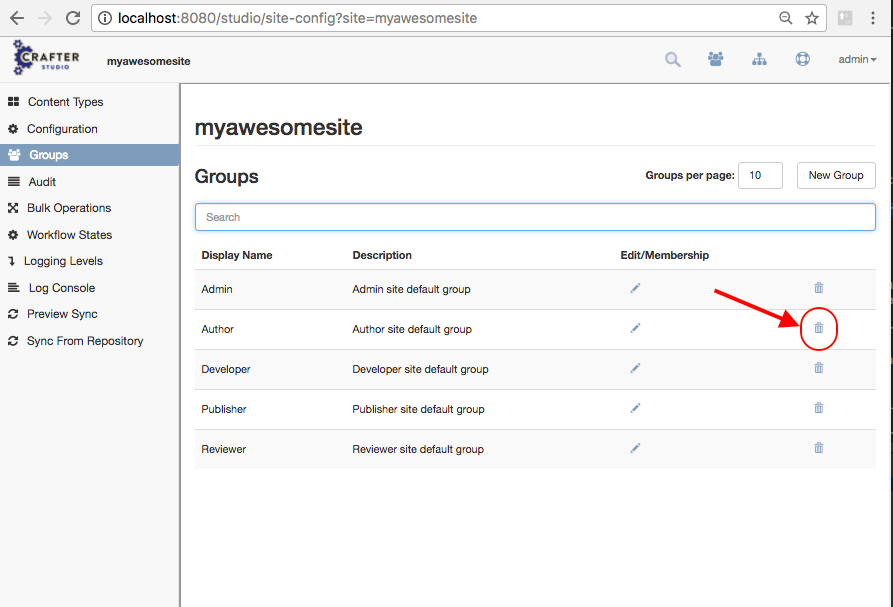 localhost:8080/studio/site-config?site=myawesomesite
CRAFTER
STUDIO
myawesomesite
admin
Content Types
Configuration
Groups
Audit
Bulk Operations
Workflow States
Logging Levels
Log Console
Preview Sync
Sync From Repository
myawesomesite
Groups
Groups per page: 10 New Group
Search
Display Name Description Edit/Membership
Admin Admin site default group
Author Author site default group
Developer Developer site default group
Publisher Publisher site default group
Reviewer Reviewer site default group